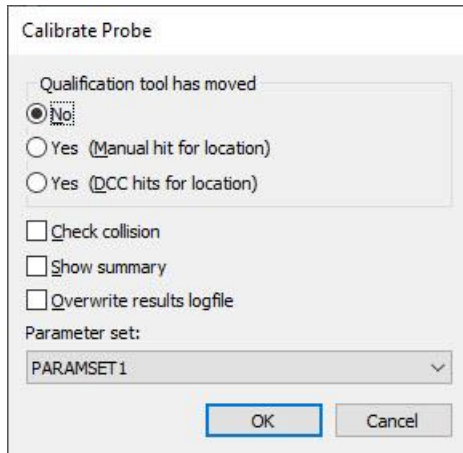 Calibrate Probe
Qualification tool has moved
No
Yes (Manual hit for location)
Yes (DCC hits for location)
Check collision
Show summary
Overwrite results logfile
Parameter set:
PARAMSET1
OK Cancel